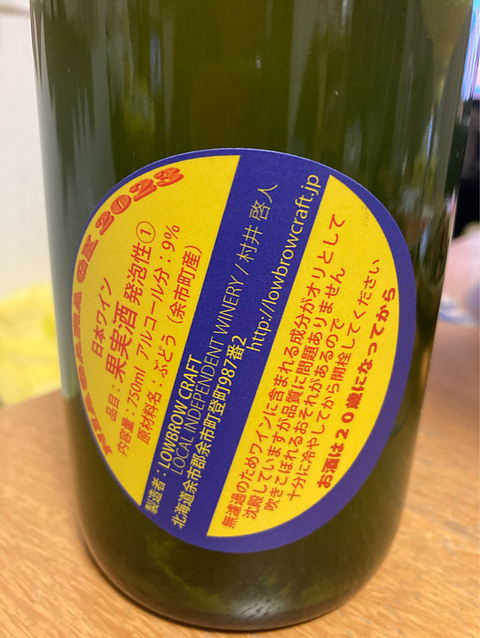 NIAGARA GK 2023
日本ワイン
品目：果実酒 発泡性①
内容量：750ml アルコール分：9%
原材料名：ぶどう（余市町産）
製造者：LOWBROW CRAFT
LOCAL INDEPENDENT WINERY / 村井 啓人
北海道余市郡余市町登町987番2
http://lowbrowcraft.jp
無濾過のためワインに含まれる成分がオリとして
沈殿していますが品質に問題ありません
吹きこぼれるおそれがあるので
十分に冷やしてから開栓してください
お酒は20歳になってから